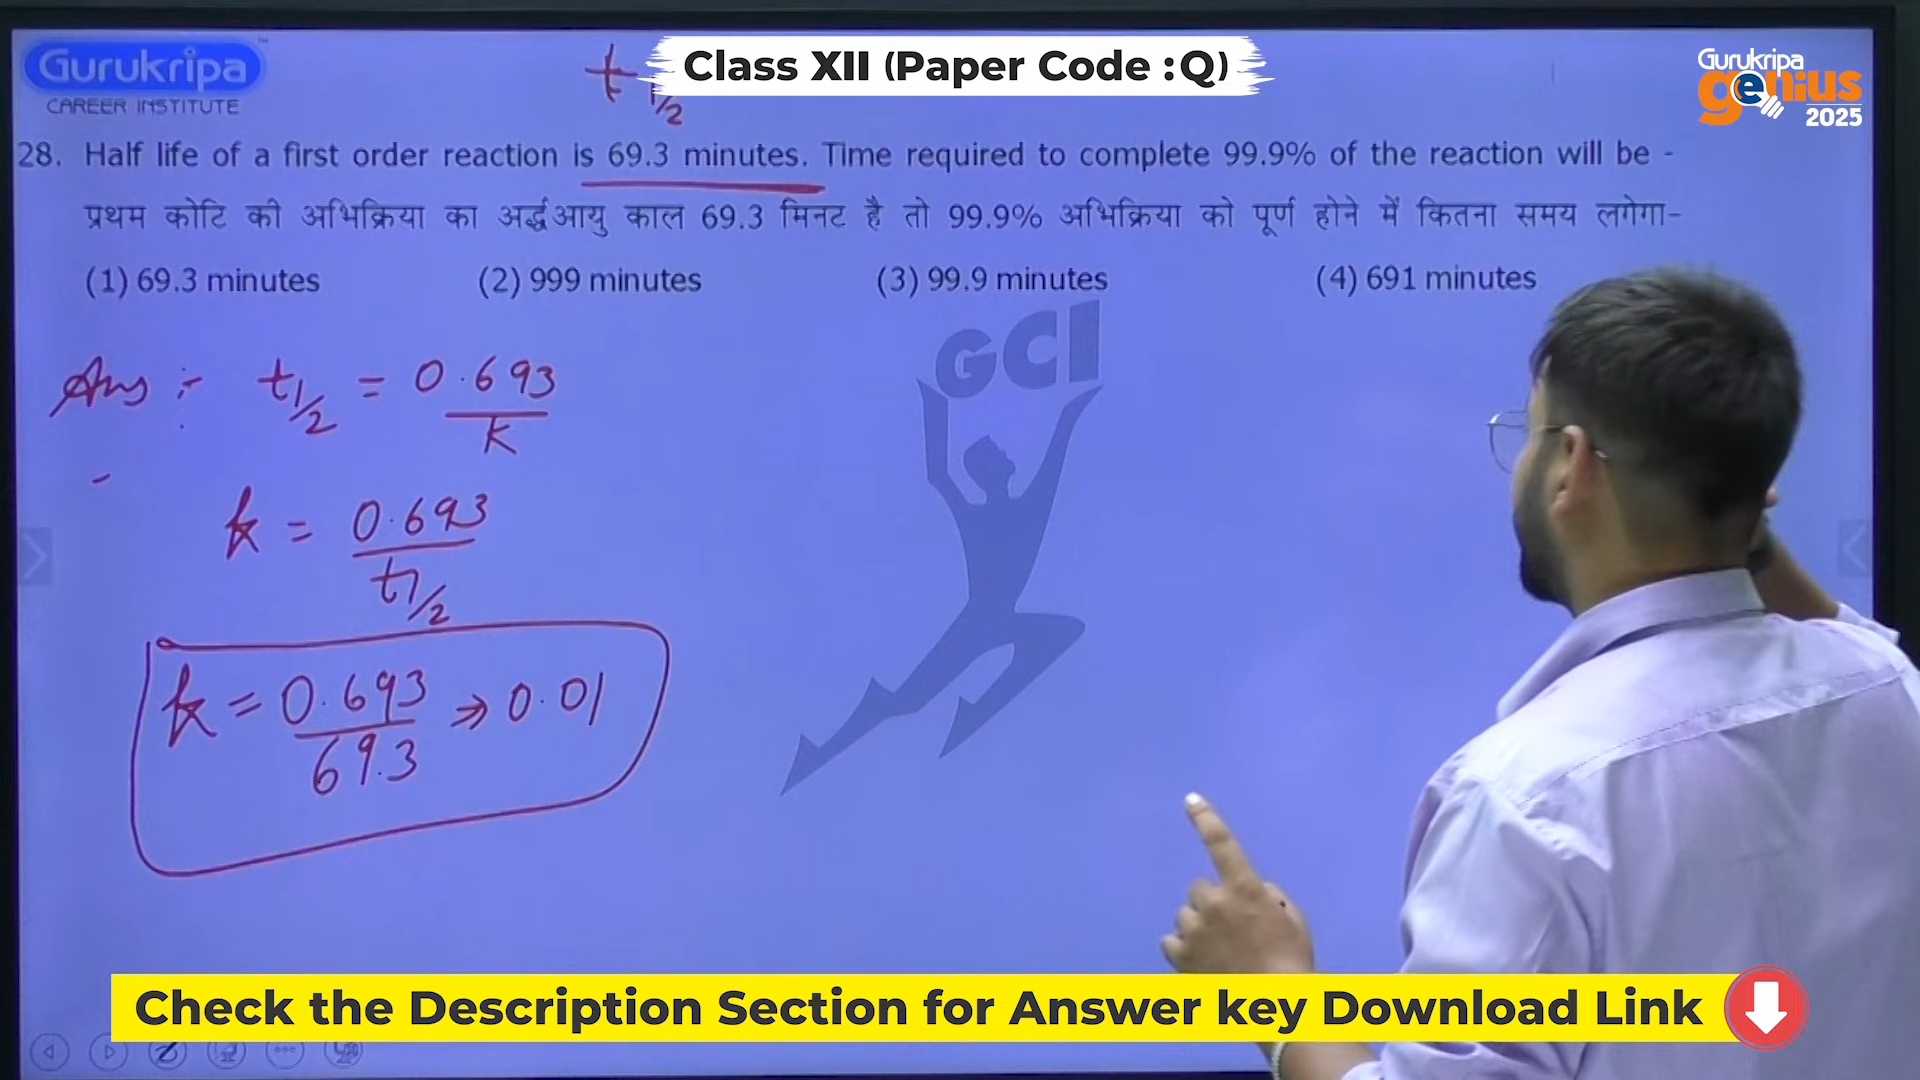 Gurukripa
CAREER INSTITUTE
t 1/2
Class XII (Paper Code :Q)
Gurukripa
genius
2025
28. Half life of a first order reaction is 69.3 minutes. Time required to complete 99.9% of the reaction will be -
प्रथम कोटि की अभिक्रिया का अर्द्धआयु काल 69.3 मिनट है तो 99.9% अभिक्रिया को पूर्ण होने में कितना समय लगेगा-
(1) 69.3 minutes (2) 999 minutes (3) 99.9 minutes (4) 691 minutes
GCI
Ans :- t1/2 = 0.693
K
k = 0.693
t1/2
k = 0.693 ⇒ 0.01
69.3
Check the Description Section for Answer key Download Link